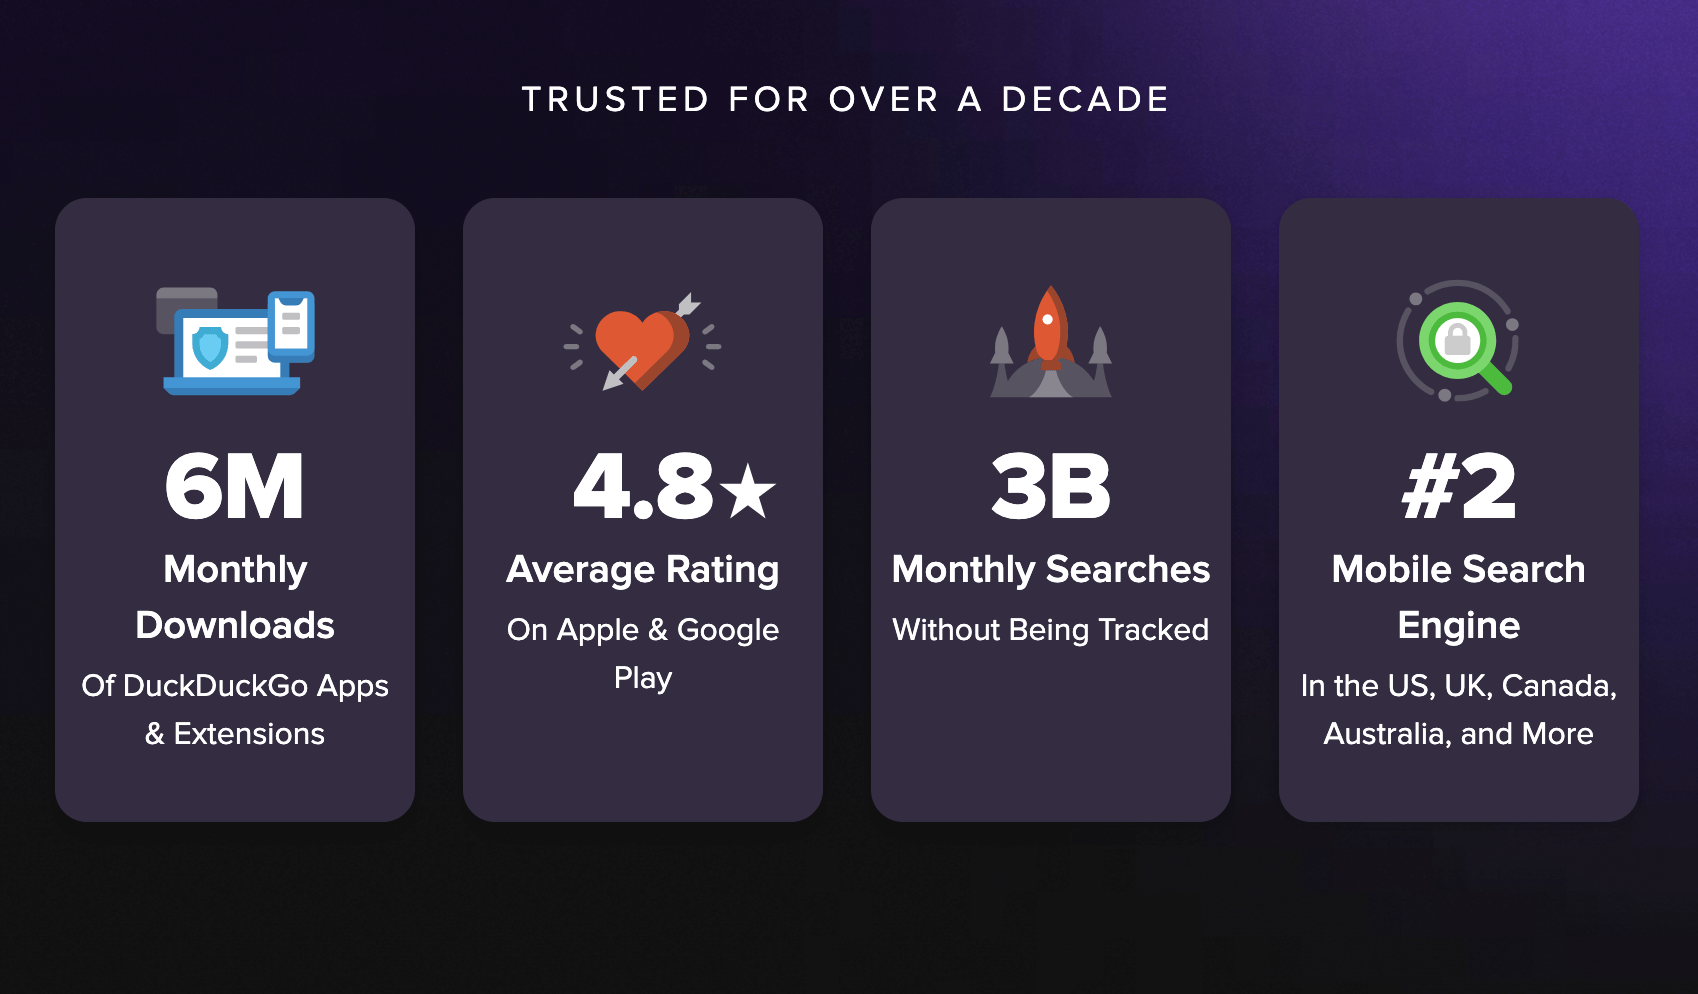 TRUSTED FOR OVER A DECADE
6M
Monthly
Downloads
Of DuckDuckGo Apps
& Extensions
4.8★
Average Rating
On Apple & Google
Play
3B
Monthly Searches
Without Being Tracked
#2
Mobile Search
Engine
In the US, UK, Canada,
Australia, and More